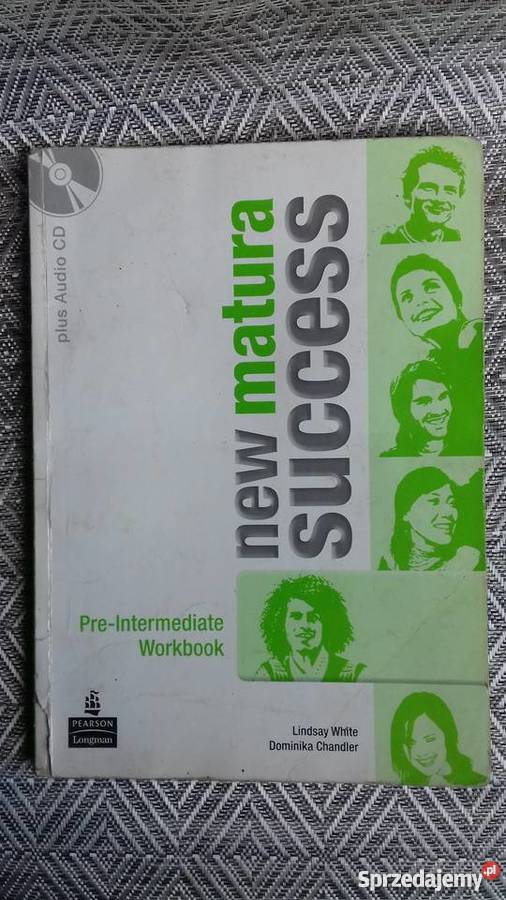 plus Audio CD
new matura
success
Pre-Intermediate
Workbook
Lindsay White
Dominika Chandler
PEARSON
Longman
Sprzedajemy.pl